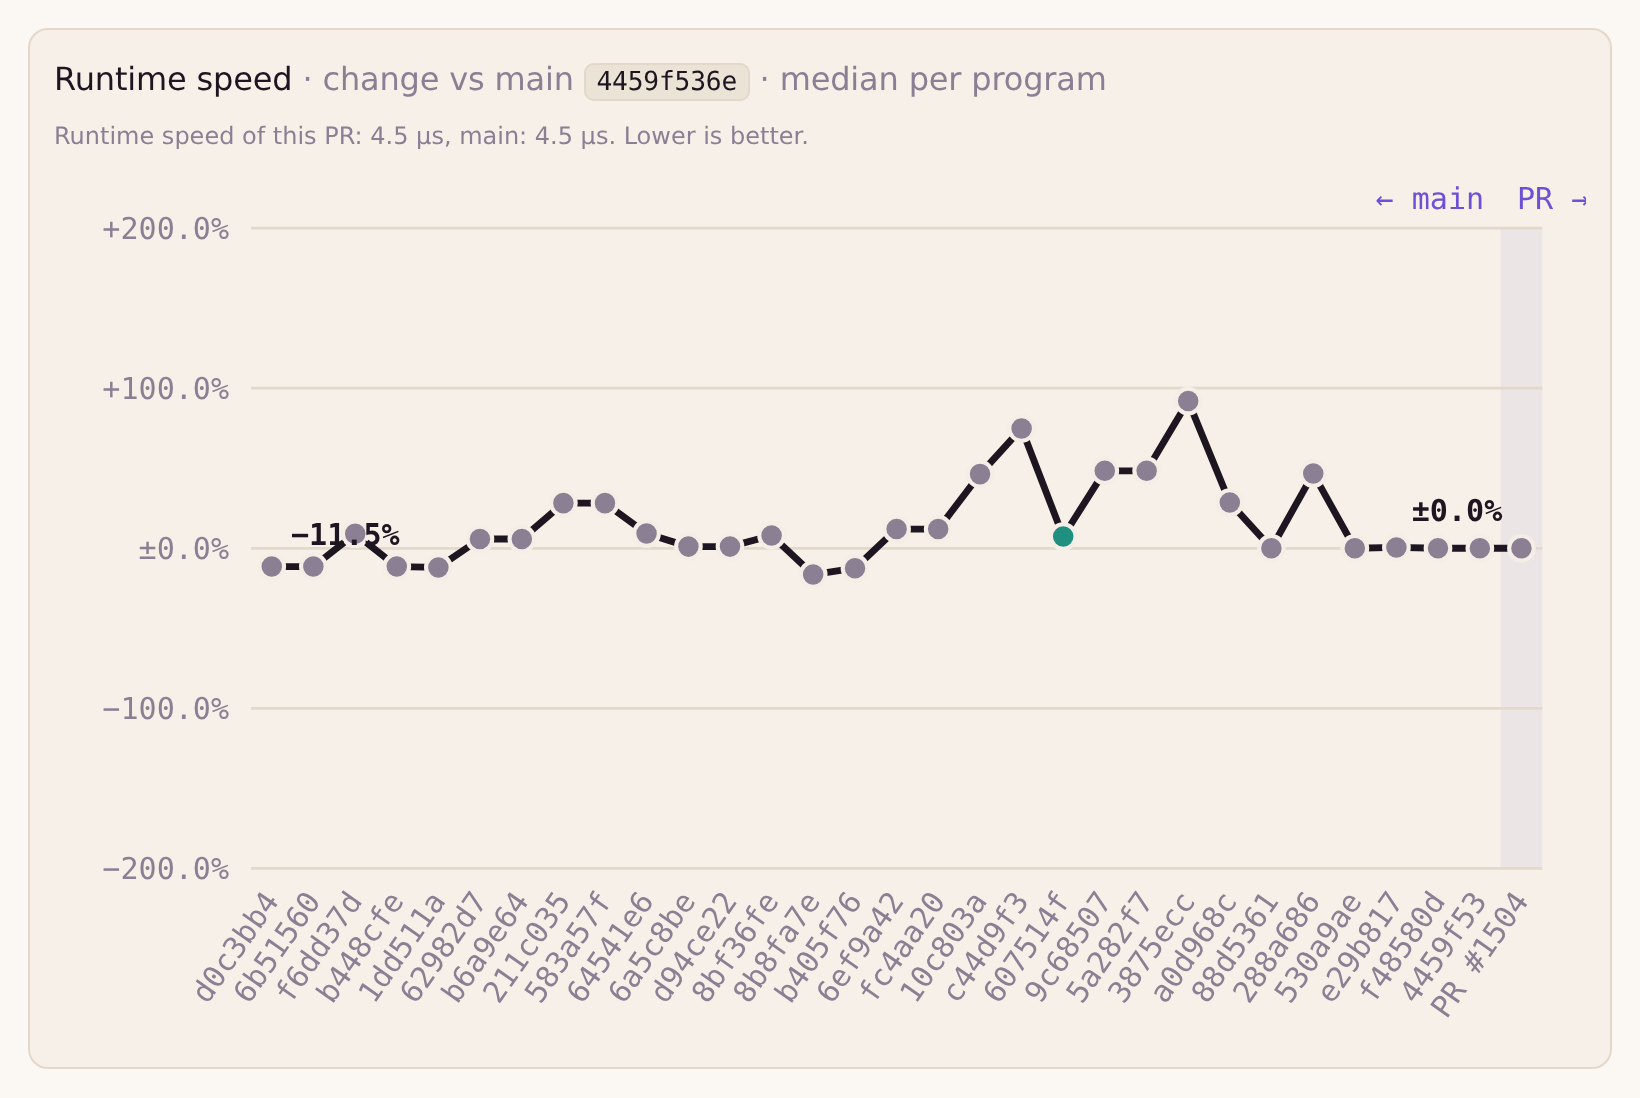 Runtime speed · change vs main 4459f536e · median per program
Runtime speed of this PR: 4.5 µs, main: 4.5 µs. Lower is better.
← main PR →
+200.0%
+100.0%
±0.0%
−100.0%
−200.0%
−11.5%
±0.0%
d0c3bb4
6b51560
f6dd37d
b448cfe
1dd511a
62982d7
b6a9e64
211c035
583a57f
64541e6
6a5c8be
d94ce22
8bf36fe
8b8fa7e
b405f76
6ef9a42
fc4aa20
10c803a
c44d9f3
607514f
9c68507
5a282f7
3875ecc
a0d968c
88d5361
288a686
530a9ae
e29b817
f48580d
4459f53
PR #1504